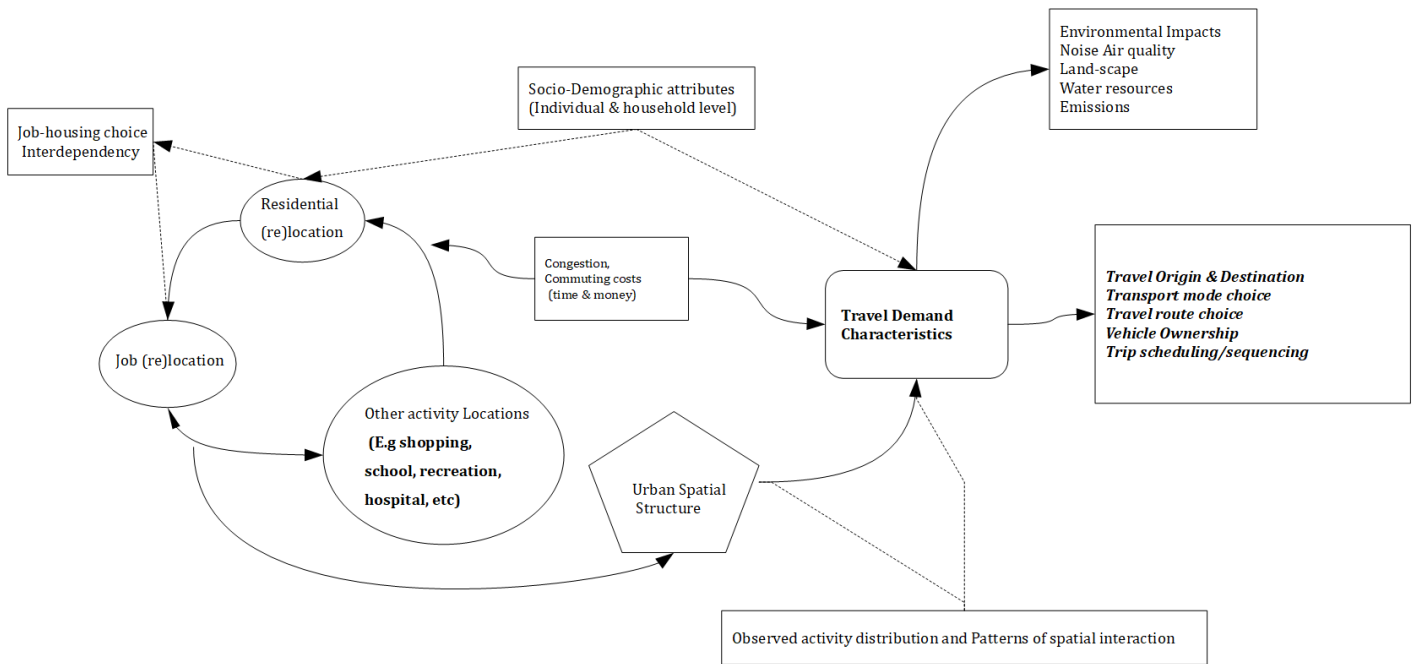 Environmental Impacts
Noise Air quality
Land-scape
Water resources
Emissions
Socio-Demographic attributes
(Individual & household level)
Job-housing choice
Interdependency
Residential
(re)location
Congestion,
Commuting costs
(time & money)
Travel Demand
Characteristics
Travel Origin & Destination
Transport mode choice
Travel route choice
Vehicle Ownership
Trip scheduling/sequencing
Job (re)location
Other activity Locations
(E.g shopping,
school, recreation,
hospital, etc)
Urban Spatial
Structure
Observed activity distribution and Patterns of spatial interaction